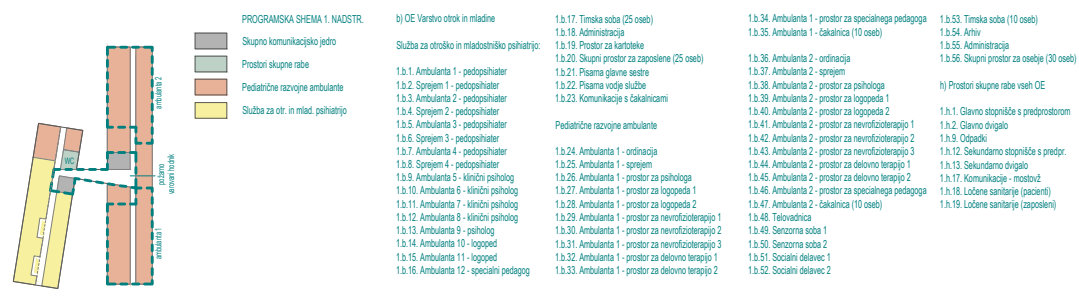 PROGRAMSKA SHEMA 1. NADSTR.
Skupno komunikacijsko jedro
Prostori skupne rabe
Pediatrične razvojne ambulante
Služba za otr. in mlad. psihiatrijo
ambulanta 2
WC
požarno
varovani hodnik
ambulanta 1
b) OE Varstvo otrok in mladine
Služba za otroško in mladostniško psihiatrijo:
1.b.1. Ambulanta 1 - pedopsihiater
1.b.2. Sprejem 1 - pedopsihiater
1.b.3. Ambulanta 2 - pedopsihiater
1.b.4. Sprejem 2 - pedopsihiater
1.b.5. Ambulanta 3 - pedopsihiater
1.b.6. Sprejem 3 - pedopsihiater
1.b.7. Ambulanta 4 - pedopsihiater
1.b.8. Sprejem 4 - pedopsihiater
1.b.9. Ambulanta 5 - klinični psiholog
1.b.10. Ambulanta 6 - klinični psiholog
1.b.11. Ambulanta 7 - klinični psiholog
1.b.12. Ambulanta 8 - klinični psiholog
1.b.13. Ambulanta 9 - psiholog
1.b.14. Ambulanta 10 - logoped
1.b.15. Ambulanta 11 - logoped
1.b.16. Ambulanta 12 - specialni pedagog
1.b.17. Timska soba (25 oseb)
1.b.18. Administracija
1.b.19. Prostor za kartoteke
1.b.20. Skupni prostor za zaposlene (25 oseb)
1.b.21. Pisarna glavne sestre
1.b.22. Pisarna vodje službe
1.b.23. Komunikacije s čakalnicami
Pediatrične razvojne ambulante
1.b.24. Ambulanta 1 - ordinacija
1.b.25. Ambulanta 1 - sprejem
1.b.26. Ambulanta 1 - prostor za psihologa
1.b.27. Ambulanta 1 - prostor za logopeda 1
1.b.28. Ambulanta 1 - prostor za logopeda 2
1.b.29. Ambulanta 1 - prostor za nevrofizioterapijo 1
1.b.30. Ambulanta 1 - prostor za nevrofizioterapijo 2
1.b.31. Ambulanta 1 - prostor za nevrofizioterapijo 3
1.b.32. Ambulanta 1 - prostor za delovno terapijo 1
1.b.33. Ambulanta 1 - prostor za delovno terapijo 2
1.b.34. Ambulanta 1 - prostor za specialnega pedagoga
1.b.35. Ambulanta 1 - čakalnica (10 oseb)
1.b.36. Ambulanta 2 - ordinacija
1.b.37. Ambulanta 2 - sprejem
1.b.38. Ambulanta 2 - prostor za psihologa
1.b.39. Ambulanta 2 - prostor za logopeda 1
1.b.40. Ambulanta 2 - prostor za logopeda 2
1.b.41. Ambulanta 2 - prostor za nevrofizioterapijo 1
1.b.42. Ambulanta 2 - prostor za nevrofizioterapijo 2
1.b.43. Ambulanta 2 - prostor za nevrofizioterapijo 3
1.b.44. Ambulanta 2 - prostor za delovno terapijo 1
1.b.45. Ambulanta 2 - prostor za delovno terapijo 2
1.b.46. Ambulanta 2 - prostor za specialnega pedagoga
1.b.47. Ambulanta 2 - čakalnica (10 oseb)
1.b.48. Telovadnica
1.b.49. Senzorna soba 1
1.b.50. Senzorna soba 2
1.b.51. Socialni delavec 1
1.b.52. Socialni delavec 2
1.b.53. Timska soba (10 oseb)
1.b.54. Arhiv
1.b.55. Administracija
1.b.56. Skupni prostor za osebje (30 oseb)
h) Prostori skupne rabe vseh OE
1.h.1. Glavno stopnišče s predprostorom
1.h.2. Glavno dvigalo
1.h.9. Odpadki
1.h.12. Sekundarno stopnišče s predpr.
1.h.13. Sekundarno dvigalo
1.h.17. Komunikacije - mostovž
1.h.18. Ločene sanitarije (pacienti)
1.h.19. Ločene sanitarije (zaposleni)